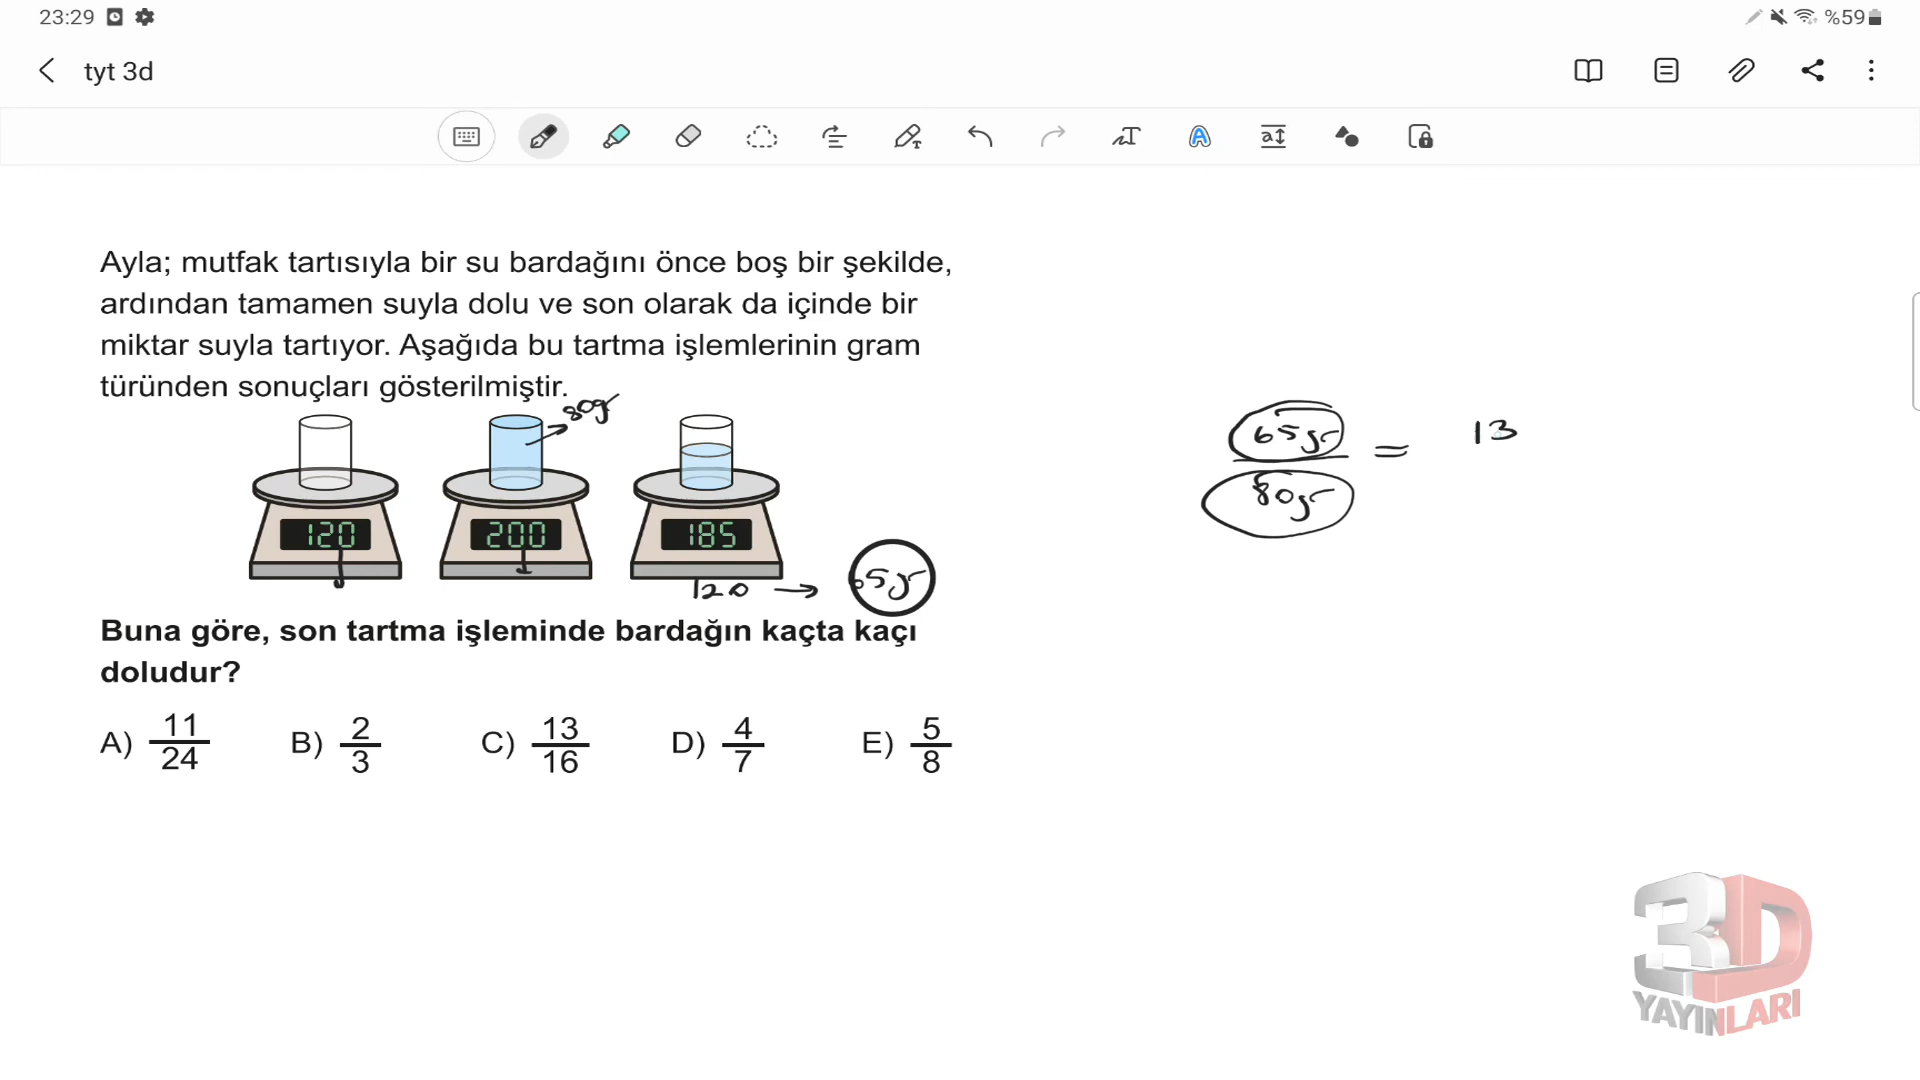 23:29
%59
tyt 3d
Ayla; mutfak tartısıyla bir su bardağını önce boş bir şekilde,
ardından tamamen suyla dolu ve son olarak da içinde bir
miktar suyla tartıyor. Aşağıda bu tartma işlemlerinin gram
türünden sonuçları gösterilmiştir.
80gr
120 200 185
120 → 65gr
65gr / 80gr = 13
Buna göre, son tartma işleminde bardağın kaçta kaçı
doludur?
A) 11/24 B) 2/3 C) 13/16 D) 4/7 E) 5/8
3D
YAYINLARI